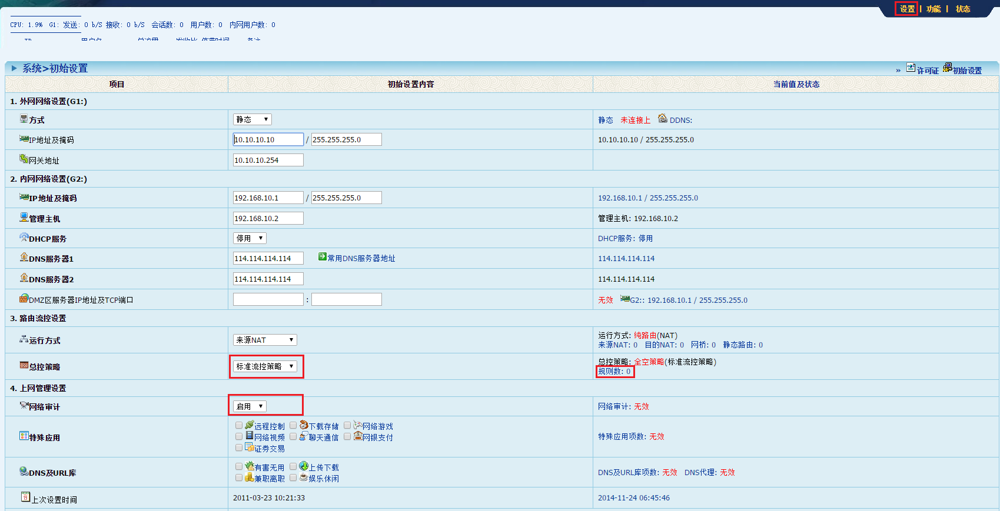 设置 | 功能 | 状态
CPU: 1.9% G1: 发送: 0 b/S 接收: 0 b/S 会话数: 0 用户数: 0 内网用户数: 0
IP 用户名 总流量 发收比 停滞时间 备注
系统>初始设置 » 许可证 初始设置
项目 初始设置内容 当前值及状态
1. 外网网络设置(G1:)
方式 静态 静态 未连接上 DDNS:
IP地址及掩码 10.10.10.10 / 255.255.255.0 10.10.10.10 / 255.255.255.0
网关地址 10.10.10.254
2. 内网网络设置(G2:)
IP地址及掩码 192.168.10.1 / 255.255.255.0 192.168.10.1 / 255.255.255.0
管理主机 192.168.10.2 管理主机: 192.168.10.2
DHCP服务 停用 DHCP服务: 停用
DNS服务器1 114.114.114.114 常用DNS服务器地址 114.114.114.114
DNS服务器2 114.114.114.114 114.114.114.114
DMZ区服务器IP地址及TCP端口 : 无效 G2:: 192.168.10.1 / 255.255.255.0
3. 路由流控设置
运行方式 来源NAT 运行方式: 纯路由(NAT)
来源NAT: 0 目的NAT: 0 网桥: 0 静态路由: 0
总控策略 标准流控策略 总控策略: 全空策略(标准流控策略)
规则数: 0
4. 上网管理设置
网络审计 启用 网络审计: 无效
远程控制 下载存储 网络游戏
特殊应用 网络视频 聊天通信 网银支付 特殊应用项数: 无效
证券交易
有害无用 上传下载
DNS及URL库 DNS及URL库项数: 无效 DNS代理: 无效
兼职离职 娱乐休闲
上次设置时间 2011-03-23 10:21:33 2014-11-24 06:45:46